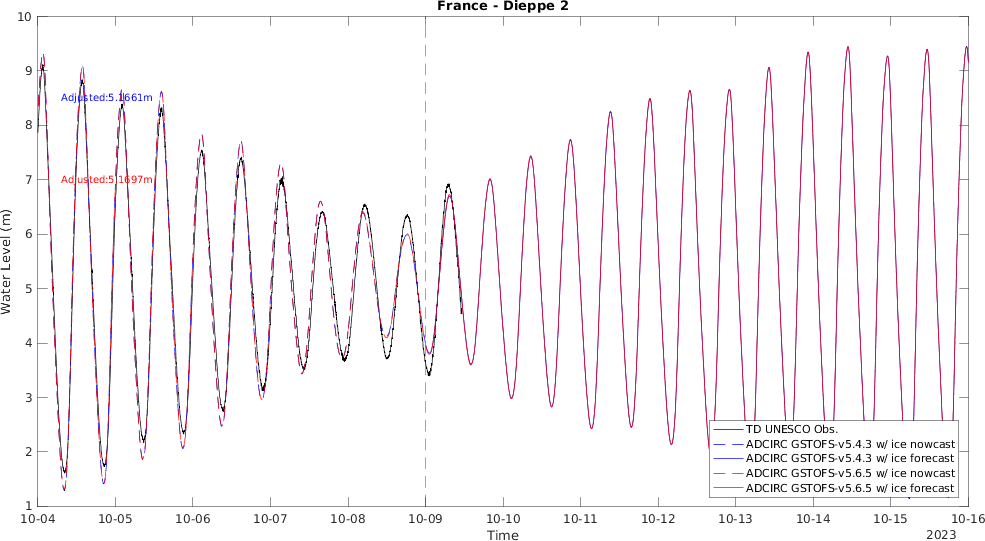 France - Dieppe 2
10
9
8
7
6
5
4
3
2
1
Water Level (m)
Adjusted:5.1661m
Adjusted:5.1697m
TD UNESCO Obs.
ADCIRC GSTOFS-v5.4.3 w/ ice nowcast
ADCIRC GSTOFS-v5.4.3 w/ ice forecast
ADCIRC GSTOFS-v5.6.5 w/ ice nowcast
ADCIRC GSTOFS-v5.6.5 w/ ice forecast
10-04 10-05 10-06 10-07 10-08 10-09 10-10 10-11 10-12 10-13 10-14 10-15 10-16
Time
2023